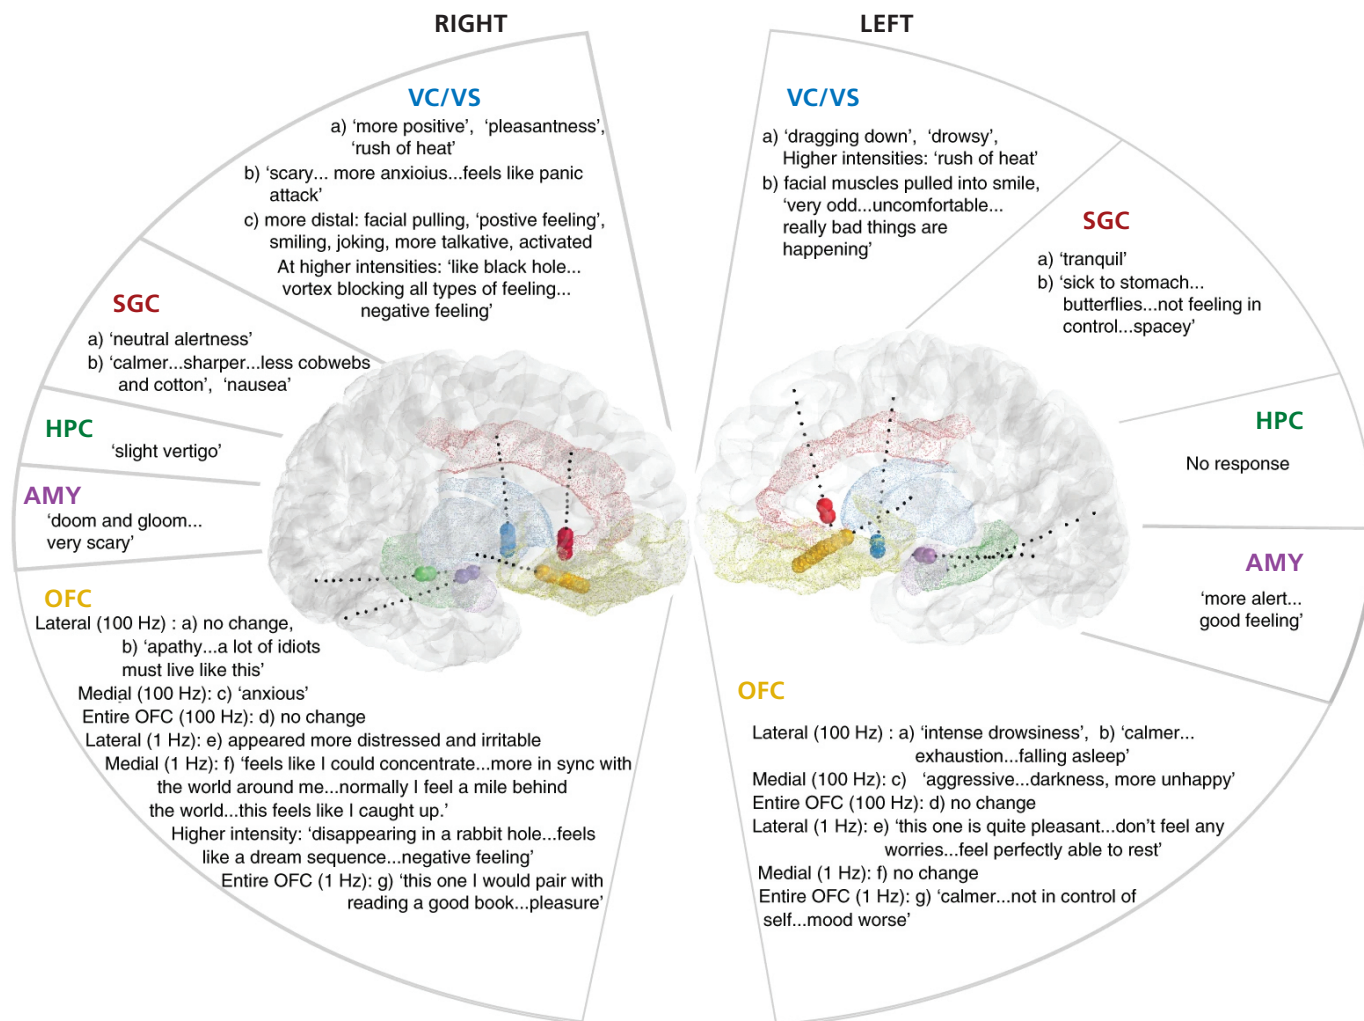 RIGHT
VC/VS
a) ‘more positive’, ‘pleasantness’,
‘rush of heat’
b) ‘scary... more anxioius...feels like panic
attack’
c) more distal: facial pulling, ‘postive feeling’,
smiling, joking, more talkative, activated
At higher intensities: ‘like black hole...
vortex blocking all types of feeling...
negative feeling’
SGC
a) ‘neutral alertness’
b) ‘calmer...sharper...less cobwebs
and cotton’, ‘nausea’
HPC
‘slight vertigo’
AMY
‘doom and gloom...
very scary’
OFC
Lateral (100 Hz) : a) no change,
b) ‘apathy...a lot of idiots
must live like this’
Medial (100 Hz): c) ‘anxious’
Entire OFC (100 Hz): d) no change
Lateral (1 Hz): e) appeared more distressed and irritable
Medial (1 Hz): f) ‘feels like I could concentrate...more in sync with
the world around me...normally I feel a mile behind
the world...this feels like I caught up.’
Higher intensity: ‘disappearing in a rabbit hole...feels
like a dream sequence...negative feeling’
Entire OFC (1 Hz): g) ‘this one I would pair with
reading a good book...pleasure’
LEFT
VC/VS
a) ‘dragging down’, ‘drowsy’,
Higher intensities: ‘rush of heat’
b) facial muscles pulled into smile,
‘very odd...uncomfortable...
really bad things are
happening’
SGC
a) ‘tranquil’
b) ‘sick to stomach...
butterflies...not feeling in
control...spacey’
HPC
No response
AMY
‘more alert...
good feeling’
OFC
Lateral (100 Hz) : a) ‘intense drowsiness’, b) ‘calmer...
exhaustion...falling asleep’
Medial (100 Hz): c) ‘aggressive...darkness, more unhappy’
Entire OFC (100 Hz): d) no change
Lateral (1 Hz): e) ‘this one is quite pleasant...don’t feel any
worries...feel perfectly able to rest’
Medial (1 Hz): f) no change
Entire OFC (1 Hz): g) ‘calmer...not in control of
self...mood worse’